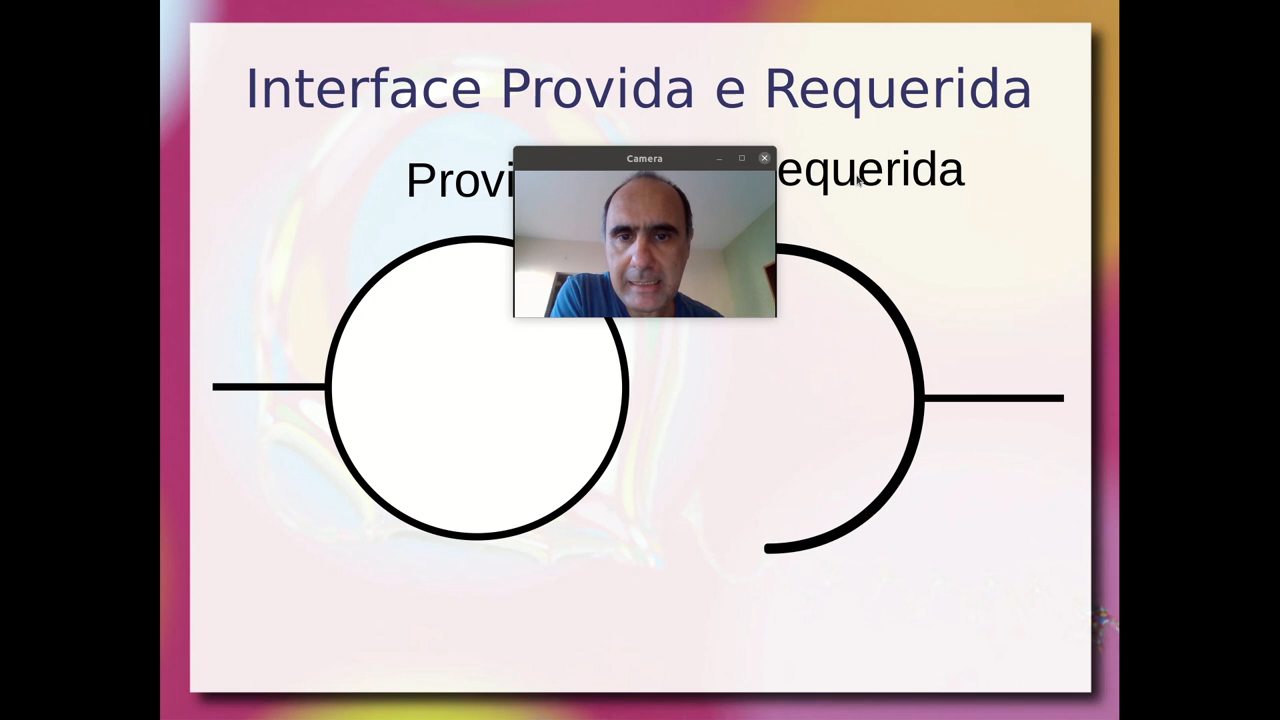 Interface Provida e Requerida
Provi
equerida
Camera